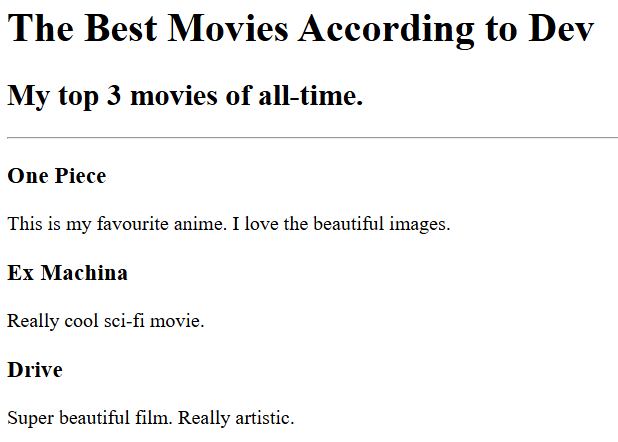 The Best Movies According to Dev
My top 3 movies of all-time.
One Piece
This is my favourite anime. I love the beautiful images.
Ex Machina
Really cool sci-fi movie.
Drive
Super beautiful film. Really artistic.